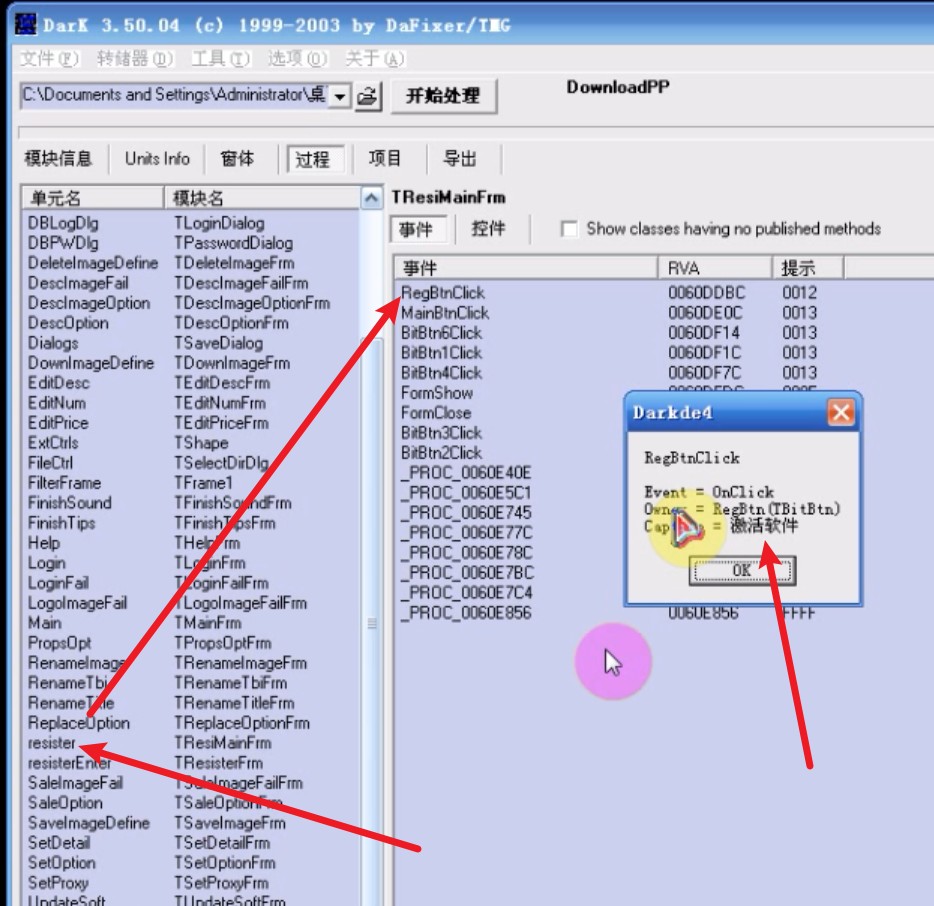 DarK 3.50.04 (c) 1999-2003 by DaFixer/TMG
文件(F) 转储器(D) 工具(T) 选项(O) 关于(A)
C:\Documents and Settings\Administrator\桌 开始处理 DownloadPP
模块信息 Units Info 窗体 过程 项目 导出
单元名 模块名
DBLogDlg TLoginDialog
DBPWDlg TPasswordDialog
DeleteImageDefine TDeleteImageFrm
DescImageFail TDescImageFailFrm
DescImageOption TDescImageOptionFrm
DescOption TDescOptionFrm
Dialogs TSaveDialog
DownImageDefine TDownImageFrm
EditDesc TEditDescFrm
EditNum TEditNumFrm
EditPrice TEditPriceFrm
ExtCtrls TShape
FileCtrl TSelectDirDlg
FilterFrame TFrame1
FinishSound TFinishSoundFrm
FinishTips TFinishTipsFrm
Help THelpFrm
Login TLoginFrm
LoginFail TLoginFailFrm
LogoImageFail TLogoImageFailFrm
Main TMainFrm
PropsOpt TPropsOptFrm
RenameImage TRenameImageFrm
RenameTbi TRenameTbiFrm
RenameTitle TRenameTitleFrm
ReplaceOption TReplaceOptionFrm
resister TResiMainFrm
resisterEnter TResisterFrm
SaleImageFail TSaleImageFailFrm
SaleOption TSaleOptionFrm
SaveImageDefine TSaveImageFrm
SetDetail TSetDetailFrm
SetOption TSetOptionFrm
SetProxy TSetProxyFrm
UpdateSoft TUpdateSoftFrm
TResiMainFrm
事件 控件 Show classes having no published methods
事件 RVA 提示
RegBtnClick 0060DDBC 0012
MainBtnClick 0060DE0C 0013
BitBtn6Click 0060DF14 0013
BitBtn1Click 0060DF1C 0013
BitBtn4Click 0060DF7C 0013
FormShow
FormClose
BitBtn3Click
BitBtn2Click
_PROC_0060E40E
_PROC_0060E5C1
_PROC_0060E745
_PROC_0060E77C
_PROC_0060E78C
_PROC_0060E7BC
_PROC_0060E7C4
_PROC_0060E856 0060E856 FFFF
Darkde4
RegBtnClick
Event = OnClick
= RegBtn(TBitBtn)
= 激活软件
OK